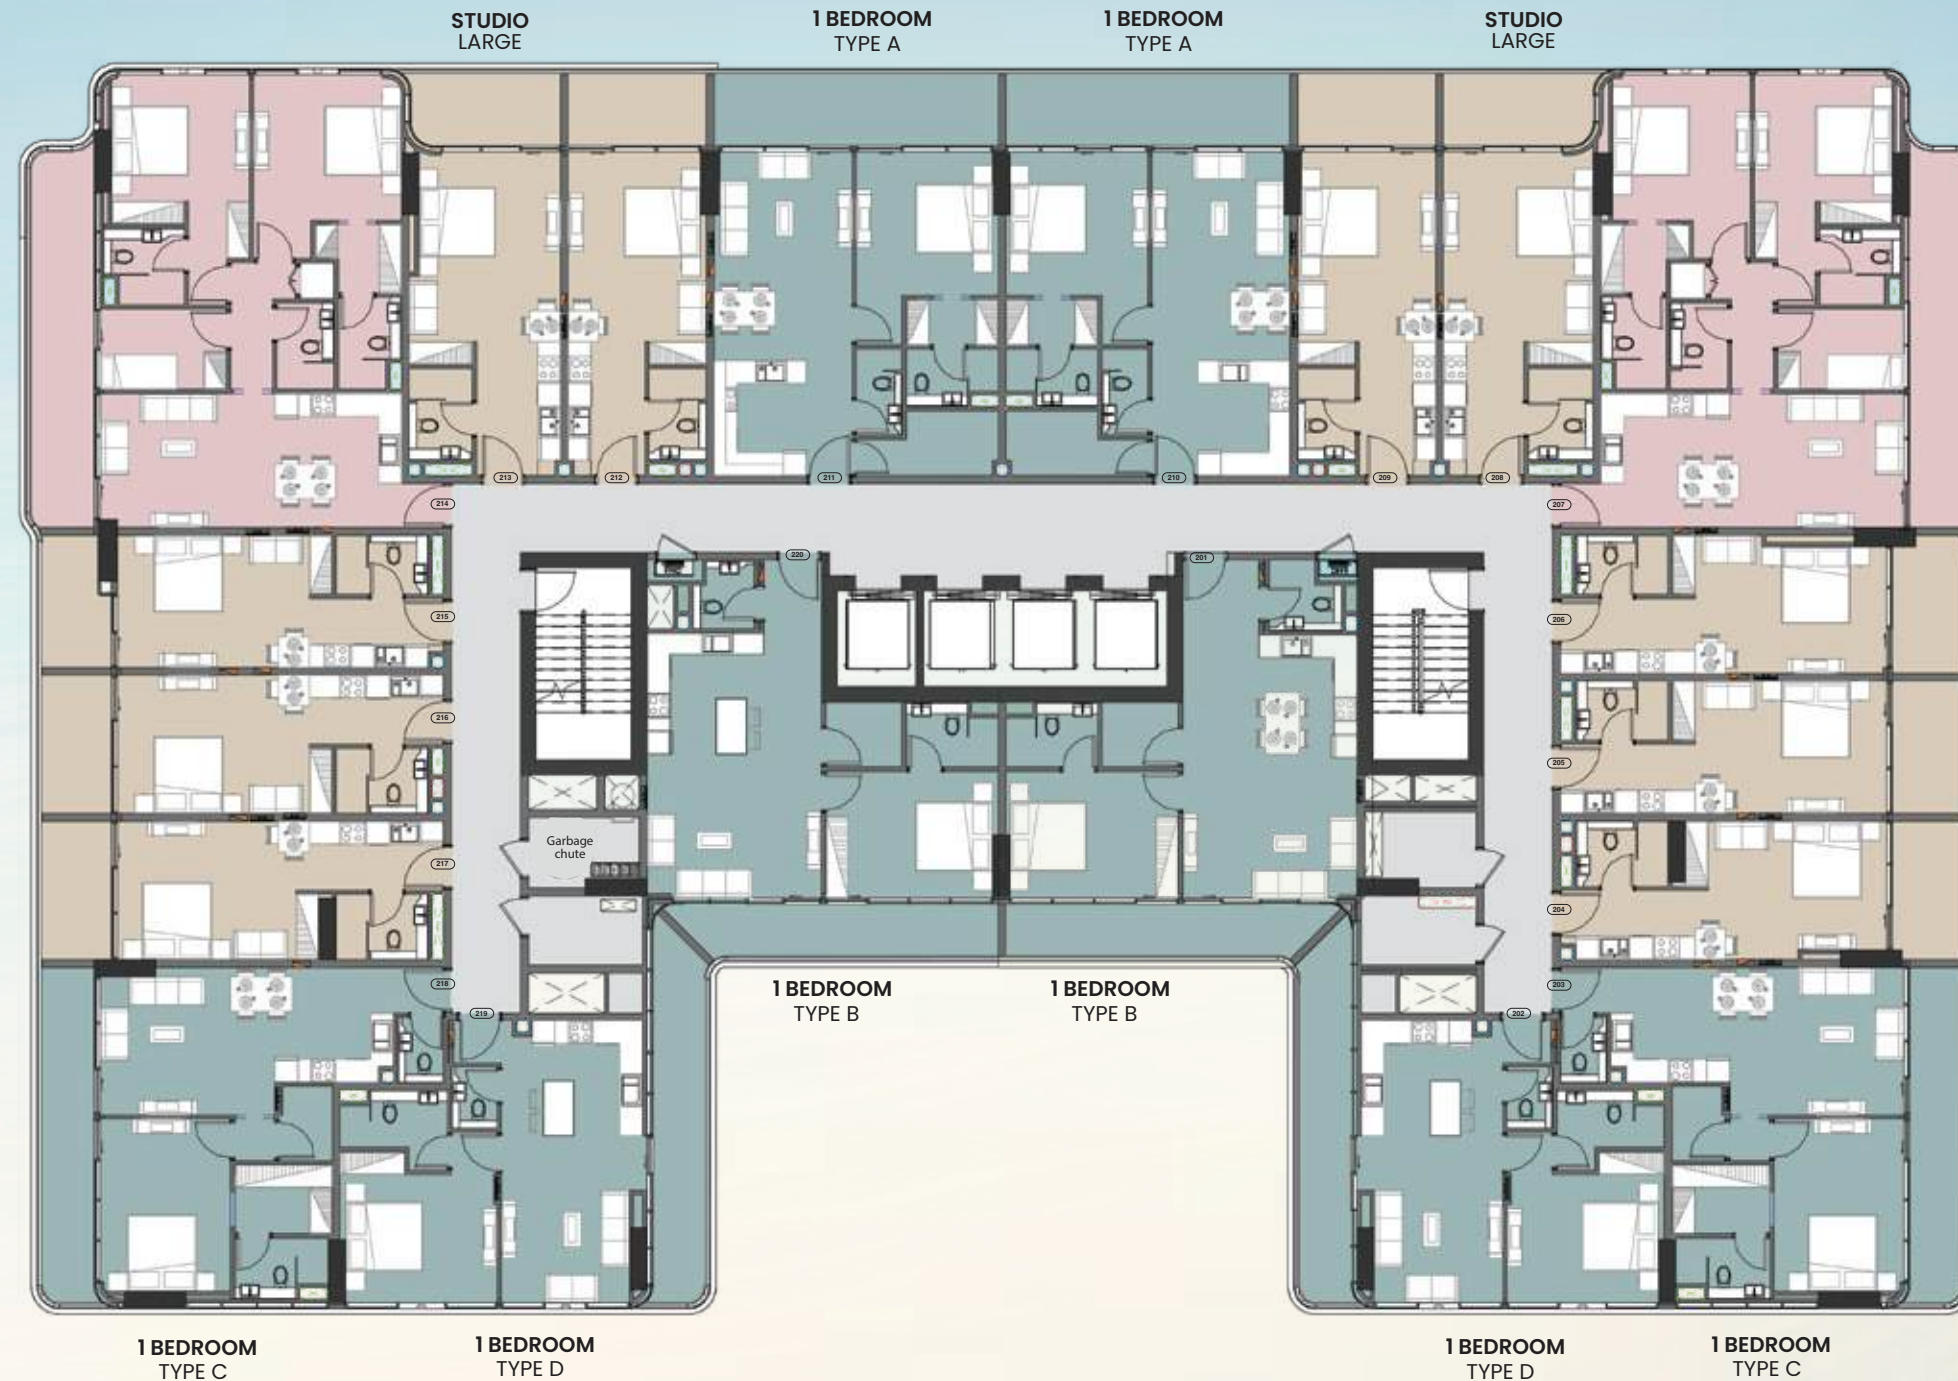 STUDIO
LARGE
1 BEDROOM
TYPE A
1 BEDROOM
TYPE A
STUDIO
LARGE
213
212
211
210
209
208
214
207
220
201
215
206
216
205
217
204
Garbage
chute
218
203
219
202
1 BEDROOM
TYPE B
1 BEDROOM
TYPE B
1 BEDROOM
TYPE C
1 BEDROOM
TYPE D
1 BEDROOM
TYPE D
1 BEDROOM
TYPE C